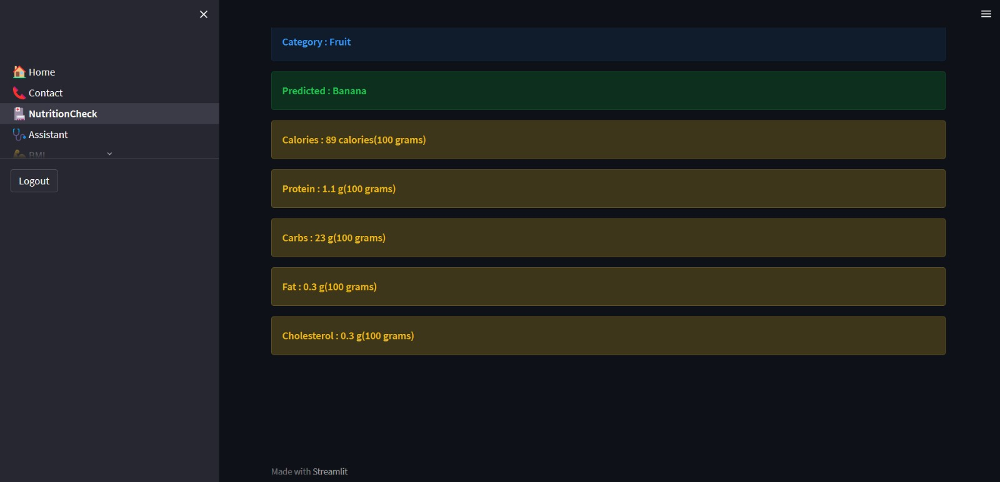 Home
Contact
NutritionCheck
Assistant
BMI
Logout
Category : Fruit
Predicted : Banana
Calories : 89 calories(100 grams)
Protein : 1.1 g(100 grams)
Carbs : 23 g(100 grams)
Fat : 0.3 g(100 grams)
Cholesterol : 0.3 g(100 grams)
Made with Streamlit